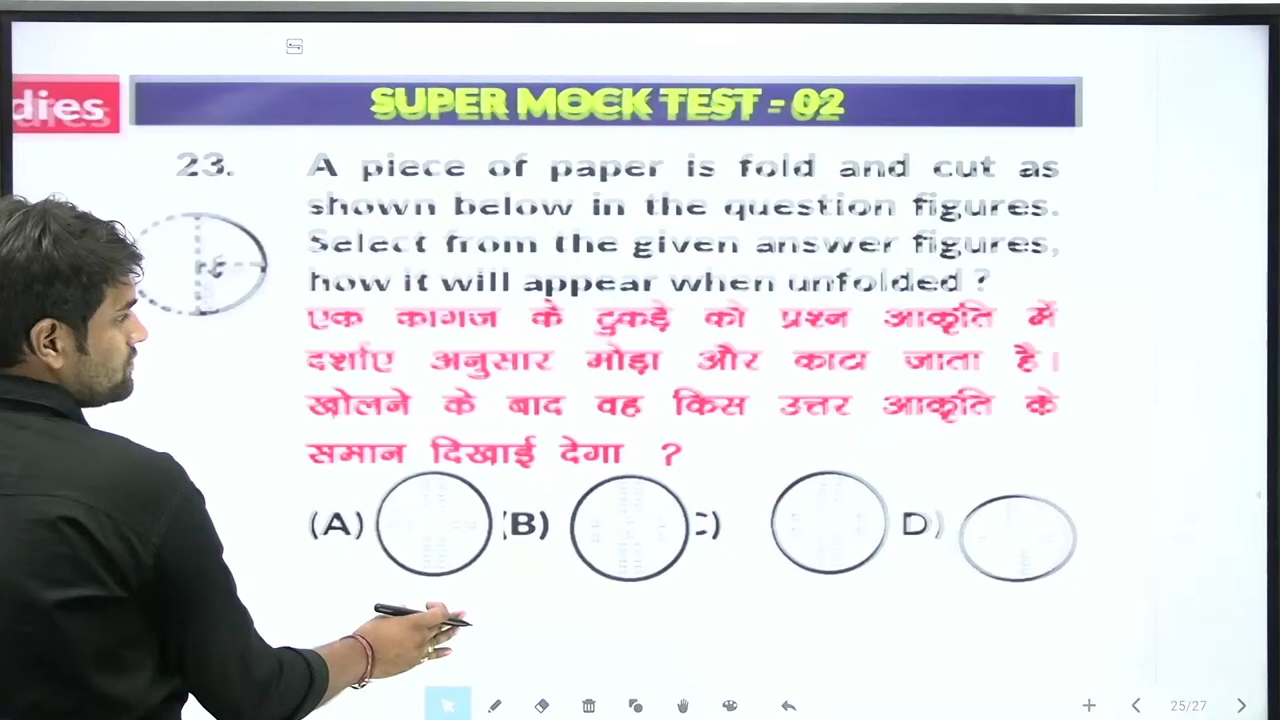 dies
SUPER MOCK TEST - 02
23. A piece of paper is fold and cut as
shown below in the question figures.
Select from the given answer figures,
how it will appear when unfolded ?
एक कागज के टुकड़े को प्रश्न आकृति में
दर्शाए अनुसार मोड़ा और काटा जाता है।
खोलने के बाद वह किस उत्तर आकृति के
समान दिखाई देगा ?
(A) (B) C) D)
25/27